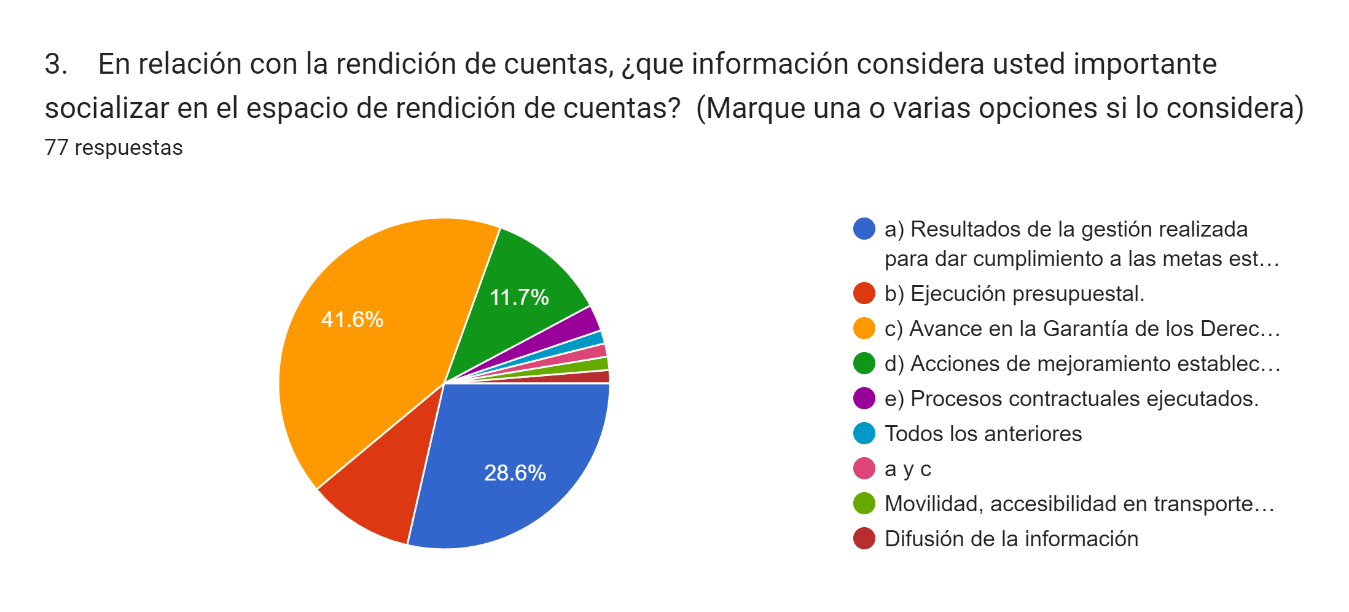 3. En relación con la rendición de cuentas, ¿que información considera usted importante
socializar en el espacio de rendición de cuentas? (Marque una o varias opciones si lo considera)
77 respuestas
41.6%
11.7%
28.6%
a) Resultados de la gestión realizada
para dar cumplimiento a las metas est…
b) Ejecución presupuestal.
c) Avance en la Garantía de los Derec…
d) Acciones de mejoramiento establec…
e) Procesos contractuales ejecutados.
Todos los anteriores
a y c
Movilidad, accesibilidad en transporte…
Difusión de la información